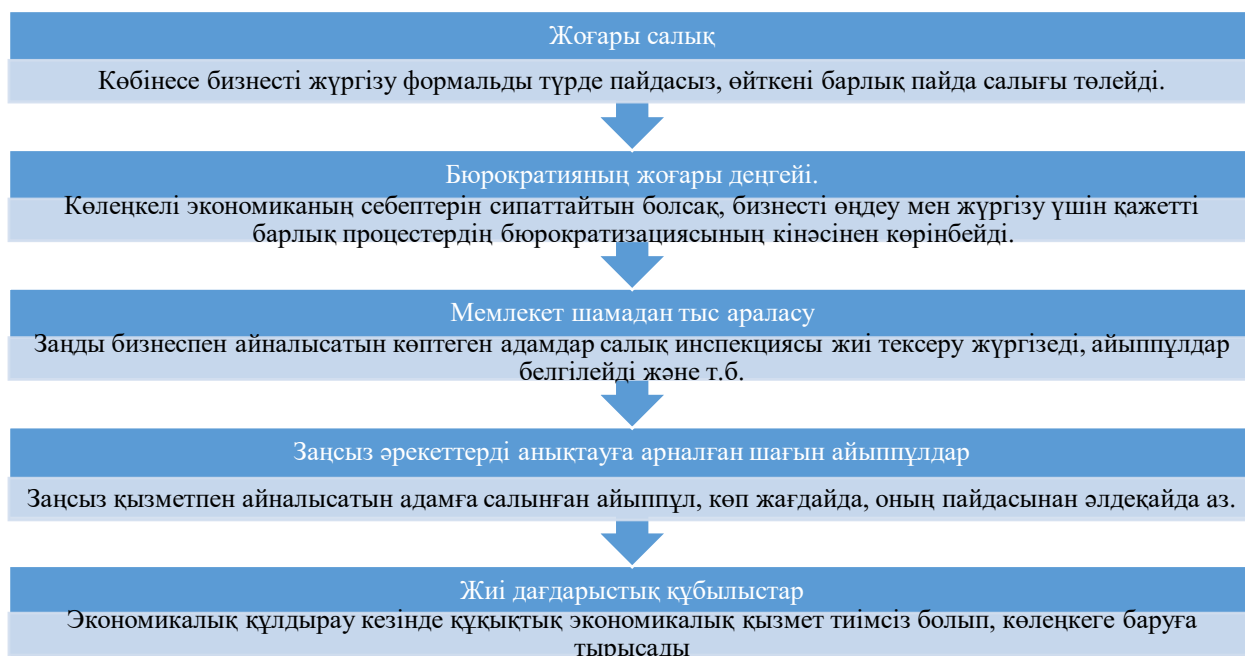 Жоғары салық
Көбінесе бизнесті жүргізу формальды түрде пайдасыз, өйткені барлық пайда салығы төлейді.
Бюрократияның жоғары деңгейі.
Көлеңкелі экономиканың себептерін сипаттайтын болсақ, бизнесті өңдеу мен жүргізу үшін қажетті
барлық процестердің бюрократизациясының кінәсінен көрінбейді.
Мемлекет шамадан тыс араласу
Заңды бизнеспен айналысатын көптеген адамдар салық инспекциясы жиі тексеру жүргізеді, айыппұлдар
белгілейді және т.б.
Заңсыз әрекеттерді анықтауға арналған шағын айыппұлдар
Заңсыз қызметпен айналысатын адамға салынған айыппұл, көп жағдайда, оның пайдасынан әлдеқайда аз.
Жиі дағдарыстық құбылыстар
Экономикалық құлдырау кезінде құқықтық экономикалық қызмет тиімсіз болып, көлеңкеге баруға
тырысады